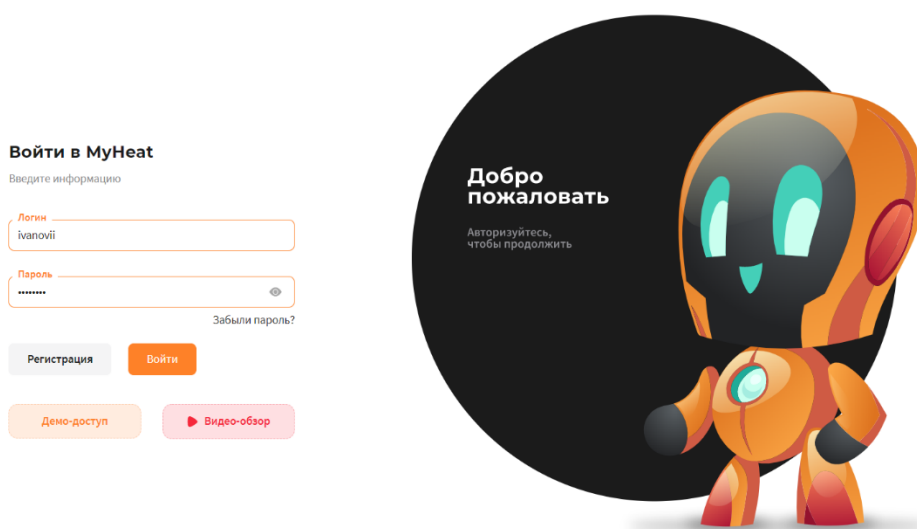 Войти в MyHeat
Введите информацию
Логин
ivanovii
Пароль
••••••••
Забыли пароль?
Регистрация
Войти
Демо-доступ
Видео-обзор
Добро
пожаловать
Авторизуйтесь,
чтобы продолжить